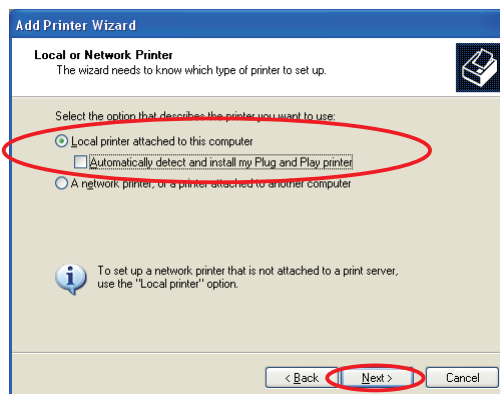 Add Printer Wizard
Local or Network Printer
The wizard needs to know which type of printer to set up.
Select the option that describes the printer you want to use:
Local printer attached to this computer
Automatically detect and install my Plug and Play printer
A network printer, or a printer attached to another computer
To set up a network printer that is not attached to a print server,
use the "Local printer" option.
< Back Next > Cancel